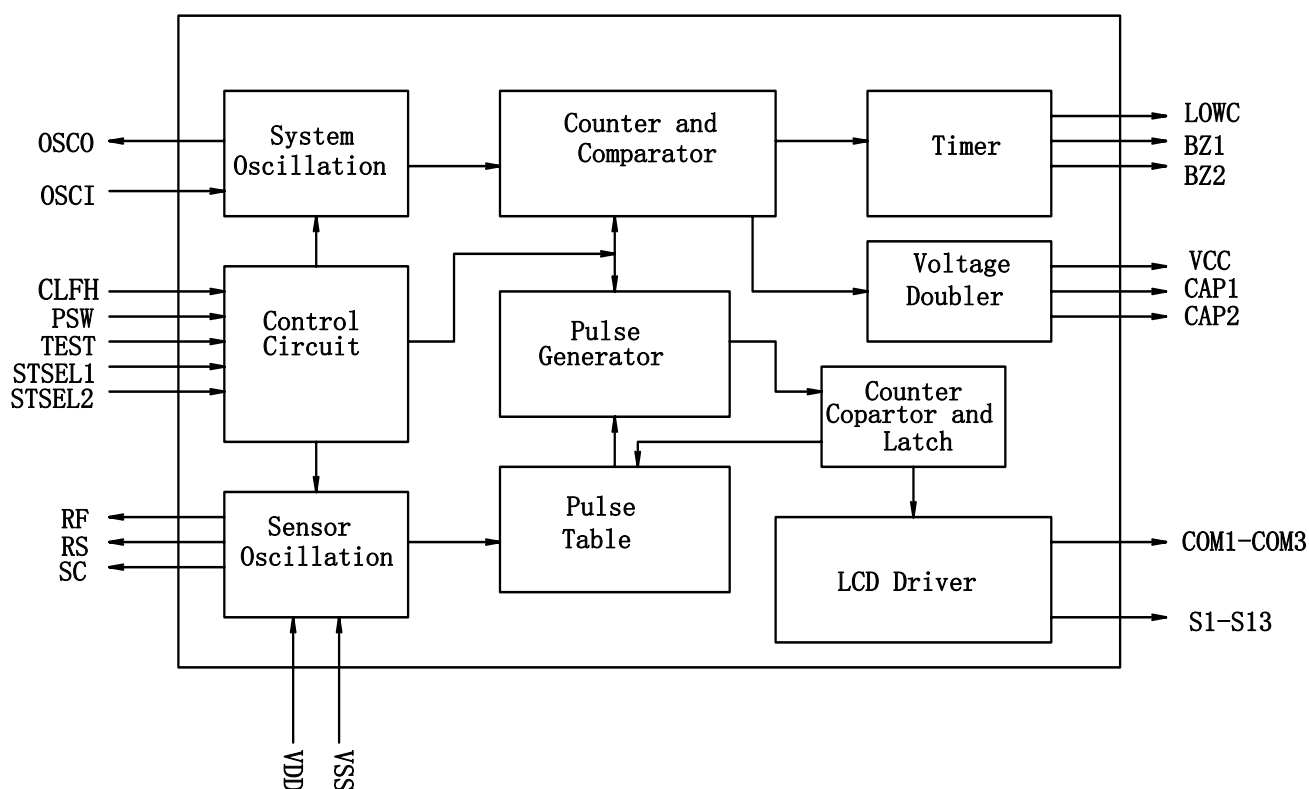 OSCO
OSCI
System
Oscillation
Counter and
Comparator
Timer
LOWC
BZ1
BZ2
CLFH
PSW
TEST
STSEL1
STSEL2
Control
Circuit
Pulse
Generator
Voltage
Doubler
VCC
CAP1
CAP2
Counter
Copartor and
Latch
RF
RS
SC
Sensor
Oscillation
Pulse
Table
LCD Driver
COM1-COM3
S1-S13
VDD
VSS